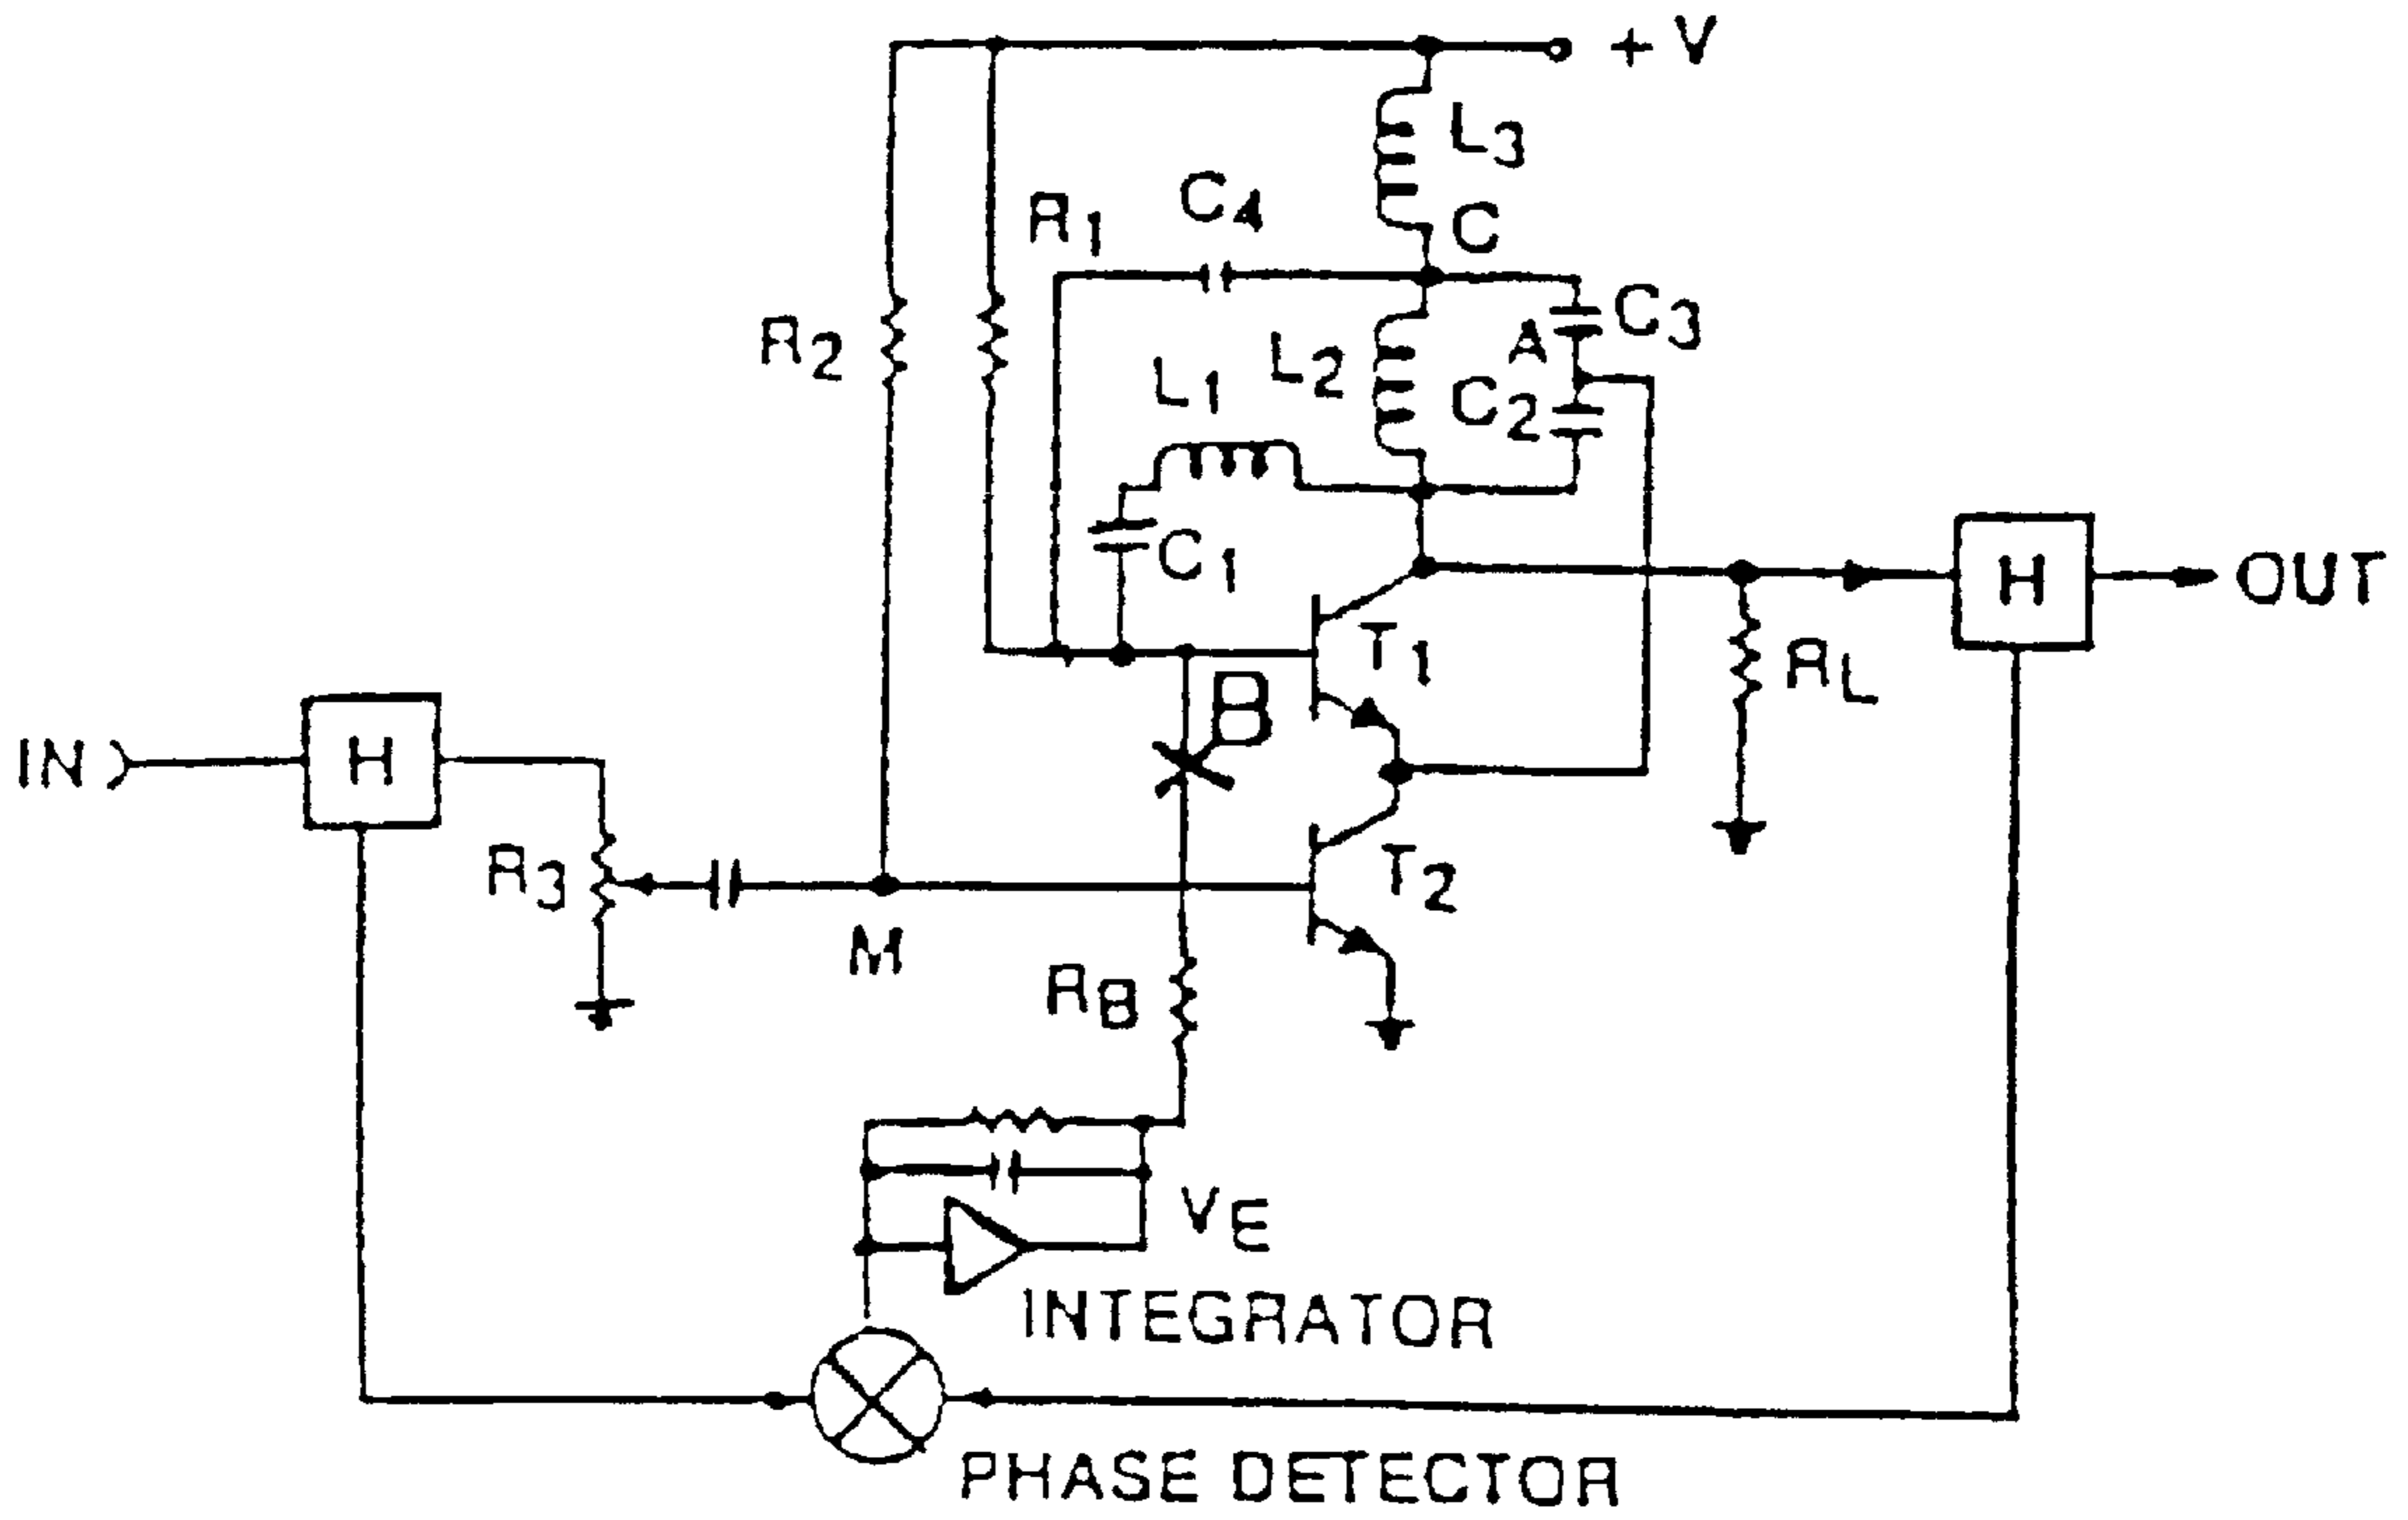 + V
L3
C4
R1
C
C3
R2
A
L2
L1
C2
C1
H
OUT
T1
RL
B
IN
H
R3
T2
M
RB
VE
INTEGRATOR
PHASE DETECTOR